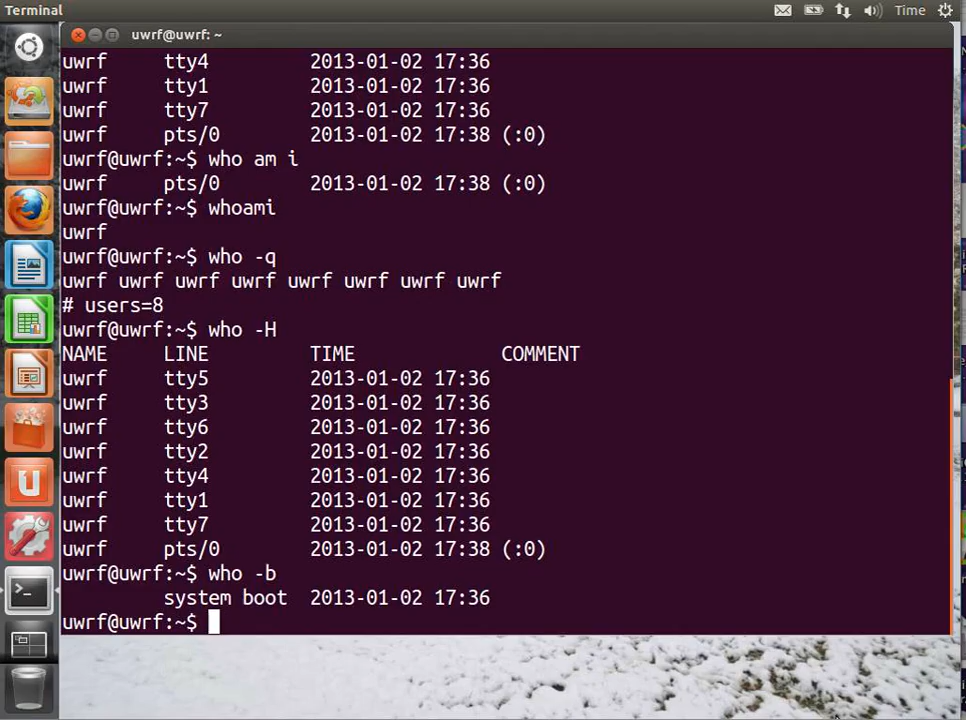 Terminal
Time
uwrf@uwrf: ~
uwrf tty4 2013-01-02 17:36
uwrf tty1 2013-01-02 17:36
uwrf tty7 2013-01-02 17:36
uwrf pts/0 2013-01-02 17:38 (:0)
uwrf@uwrf:~$ who am i
uwrf pts/0 2013-01-02 17:38 (:0)
uwrf@uwrf:~$ whoami
uwrf
uwrf@uwrf:~$ who -q
uwrf uwrf uwrf uwrf uwrf uwrf uwrf uwrf
# users=8
uwrf@uwrf:~$ who -H
NAME LINE TIME COMMENT
uwrf tty5 2013-01-02 17:36
uwrf tty3 2013-01-02 17:36
uwrf tty6 2013-01-02 17:36
uwrf tty2 2013-01-02 17:36
uwrf tty4 2013-01-02 17:36
uwrf tty1 2013-01-02 17:36
uwrf tty7 2013-01-02 17:36
uwrf pts/0 2013-01-02 17:38 (:0)
uwrf@uwrf:~$ who -b
system boot 2013-01-02 17:36
uwrf@uwrf:~$